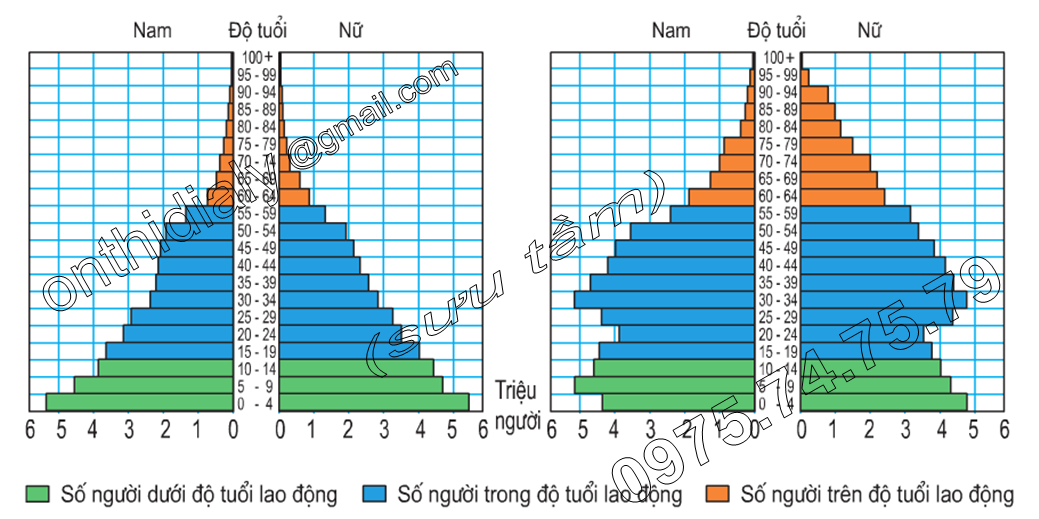 Nam Độ tuổi Nữ
Nam Độ tuổi Nữ
100+
95 - 99
90 - 94
85 - 89
80 - 84
75 - 79
70 - 74
65 - 69
60 - 64
55 - 59
50 - 54
45 - 49
40 - 44
35 - 39
30 - 34
25 - 29
20 - 24
15 - 19
10 - 14
5 - 9
0 - 4
6 5 4 3 2 1 0
0 1 2 3 4 5 6
Triệu
người
100+
95 - 99
90 - 94
85 - 89
80 - 84
75 - 79
70 - 74
65 - 69
60 - 64
55 - 59
50 - 54
45 - 49
40 - 44
35 - 39
30 - 34
25 - 29
20 - 24
15 - 19
10 - 14
5 - 9
0 - 4
6 5 4 3 2 1 0
0 1 2 3 4 5 6
Số người dưới độ tuổi lao động
Số người trong độ tuổi lao động
Số người trên độ tuổi lao động
Onthidialy @gmail.com
(sưu tầm)
0975.74.75.79